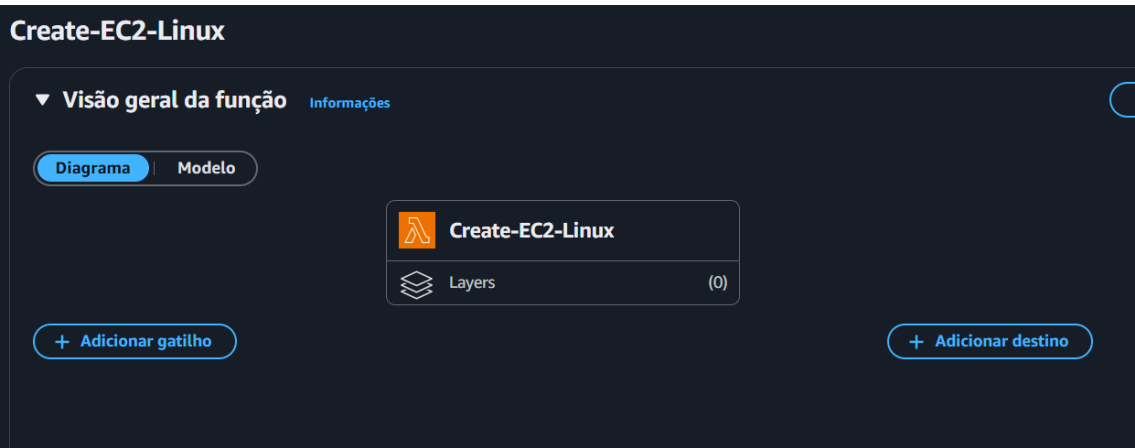 Create-EC2-Linux
Visão geral da função Informações
Diagrama Modelo
Create-EC2-Linux
Layers (0)
+ Adicionar gatilho + Adicionar destino